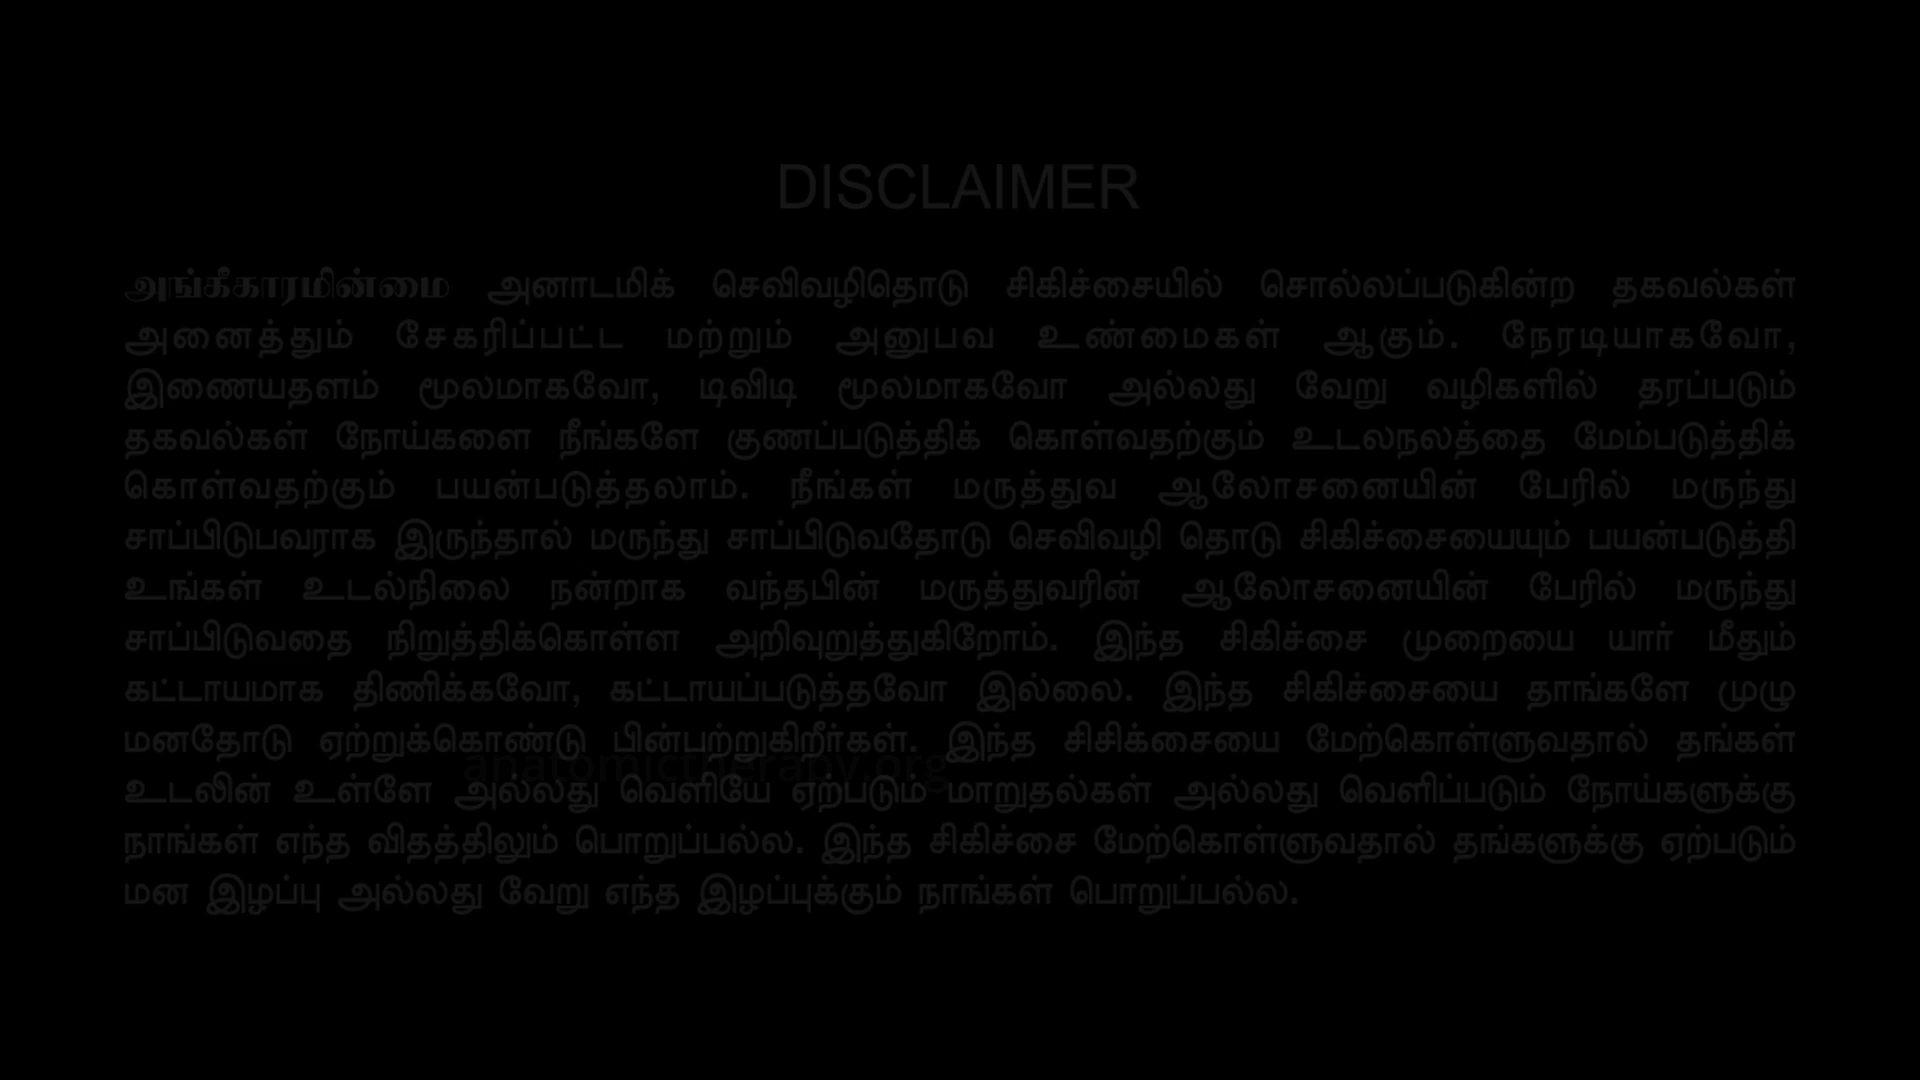 DISCLAIMER
அங்கீகாரமின்மை அனாடமிக் செவிவழிதொடு சிகிச்சையில் சொல்லப்படுகின்ற தகவல்கள்
அனைத்தும் சேகரிப்பட்ட மற்றும் அனுபவ உண்மைகள் ஆகும். நேரடியாகவோ,
இணையதளம் மூலமாகவோ, டிவிடி மூலமாகவோ அல்லது வேறு வழிகளில் தரப்படும்
தகவல்கள் நோய்களை நீங்களே குணப்படுத்திக் கொள்வதற்கும் உடலநலத்தை மேம்படுத்திக்
கொள்வதற்கும் பயன்படுத்தலாம். நீங்கள் மருத்துவ ஆலோசனையின் பேரில் மருந்து
சாப்பிடுபவராக இருந்தால் மருந்து சாப்பிடுவதோடு செவிவழி தொடு சிகிச்சையையும் பயன்படுத்தி
உங்கள் உடல்நிலை நன்றாக வந்தபின் மருத்துவரின் ஆலோசனையின் பேரில் மருந்து
சாப்பிடுவதை நிறுத்திக்கொள்ள அறிவுறுத்துகிறோம். இந்த சிகிச்சை முறையை யார் மீதும்
கட்டாயமாக திணிக்கவோ, கட்டாயப்படுத்தவோ இல்லை. இந்த சிகிச்சையை தாங்களே முழு
மனதோடு ஏற்றுக்கொண்டு பின்பற்றுகிறீர்கள். இந்த சிசிக்சையை மேற்கொள்ளுவதால் தங்கள்
anatomictherapy.org
உடலின் உள்ளே அல்லது வெளியே ஏற்படும் மாறுதல்கள் அல்லது வெளிப்படும் நோய்களுக்கு
நாங்கள் எந்த விதத்திலும் பொறுப்பல்ல. இந்த சிகிச்சை மேற்கொள்ளுவதால் தங்களுக்கு ஏற்படும்
மன இழப்பு அல்லது வேறு எந்த இழப்புக்கும் நாங்கள் பொறுப்பல்ல.